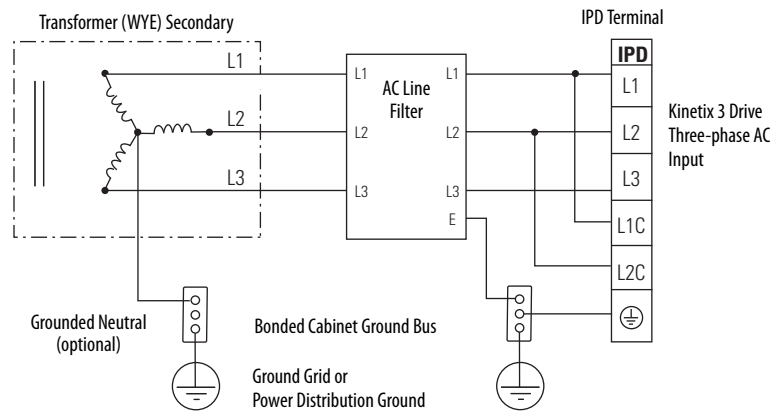 Transformer (WYE) Secondary
IPD Terminal
L1
L2
L3
L1
L2
L3
AC Line
Filter
L1
L2
L3
E
IPD
L1
L2
L3
L1C
L2C
Kinetix 3 Drive
Three-phase AC
Input
Grounded Neutral
(optional)
Bonded Cabinet Ground Bus
Ground Grid or
Power Distribution Ground